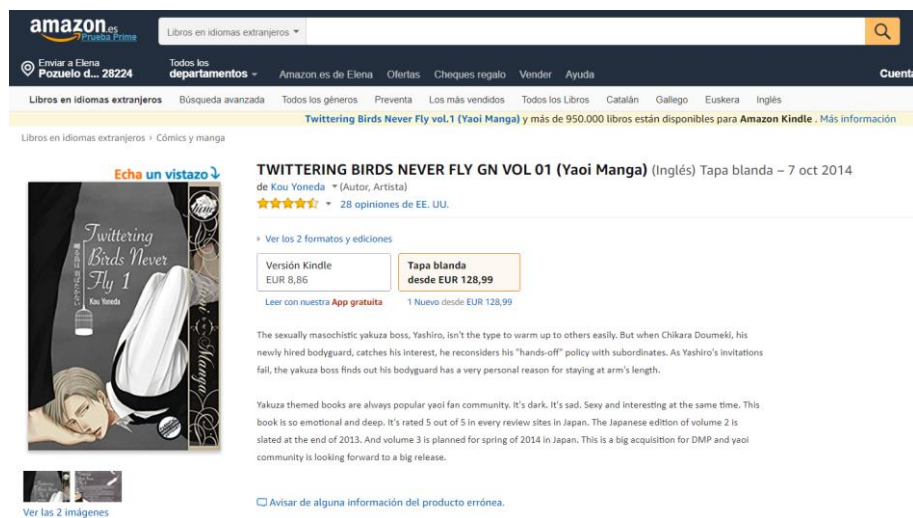 amazon.es
Prueba Prime
Libros en idiomas extranjeros
Enviar a Elena
Pozuelo d... 28224
Todos los
departamentos
Amazon.es de Elena Ofertas Cheques regalo Vender Ayuda
Cuenta
Libros en idiomas extranjeros Búsqueda avanzada Todos los géneros Preventa Los más vendidos Todos los Libros Catalán Gallego Euskera Inglés
Twittering Birds Never Fly vol.1 (Yaoi Manga) y más de 950.000 libros están disponibles para Amazon Kindle . Más información
Libros en idiomas extranjeros › Cómics y manga
Echa un vistazo
Twittering
Birds Never
Fly 1
Kou Yoneda
Yaoi Manga
Ver las 2 imágenes
TWITTERING BIRDS NEVER FLY GN VOL 01 (Yaoi Manga) (Inglés) Tapa blanda – 7 oct 2014
de Kou Yoneda (Autor, Artista)
28 opiniones de EE. UU.
Ver los 2 formatos y ediciones
Versión Kindle
EUR 8,86
Leer con nuestra App gratuita
Tapa blanda
desde EUR 128,99
1 Nuevo desde EUR 128,99
The sexually masochistic yakuza boss, Yashiro, isn't the type to warm up to others easily. But when Chikara Doumeki, his
newly hired bodyguard, catches his interest, he reconsiders his "hands-off" policy with subordinates. As Yashiro's invitations
fail, the yakuza boss finds out his bodyguard has a very personal reason for staying at arm's length.
Yakuza themed books are always popular yaoi fan community. It's dark. It's sad. Sexy and interesting at the same time. This
book is so emotional and deep. It's rated 5 out of 5 in every review sites in Japan. The Japanese edition of volume 2 is
slated at the end of 2013. And volume 3 is planned for spring of 2014 in Japan. This is a big acquisition for DMP and yaoi
community is looking forward to a big release.
Avisar de alguna información del producto errónea.